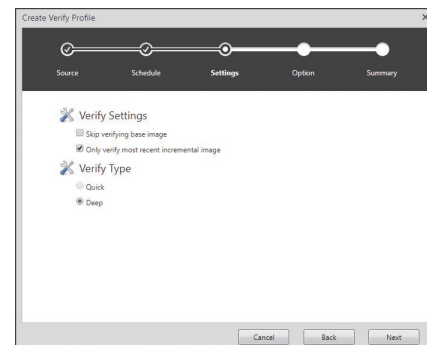 Create Verify Profile
Source Schedule Settings Option Summary
Verify Settings
Skip verifying base image
Only verify most recent incremental image
Verify Type
Quick
Deep
Cancel Back Next